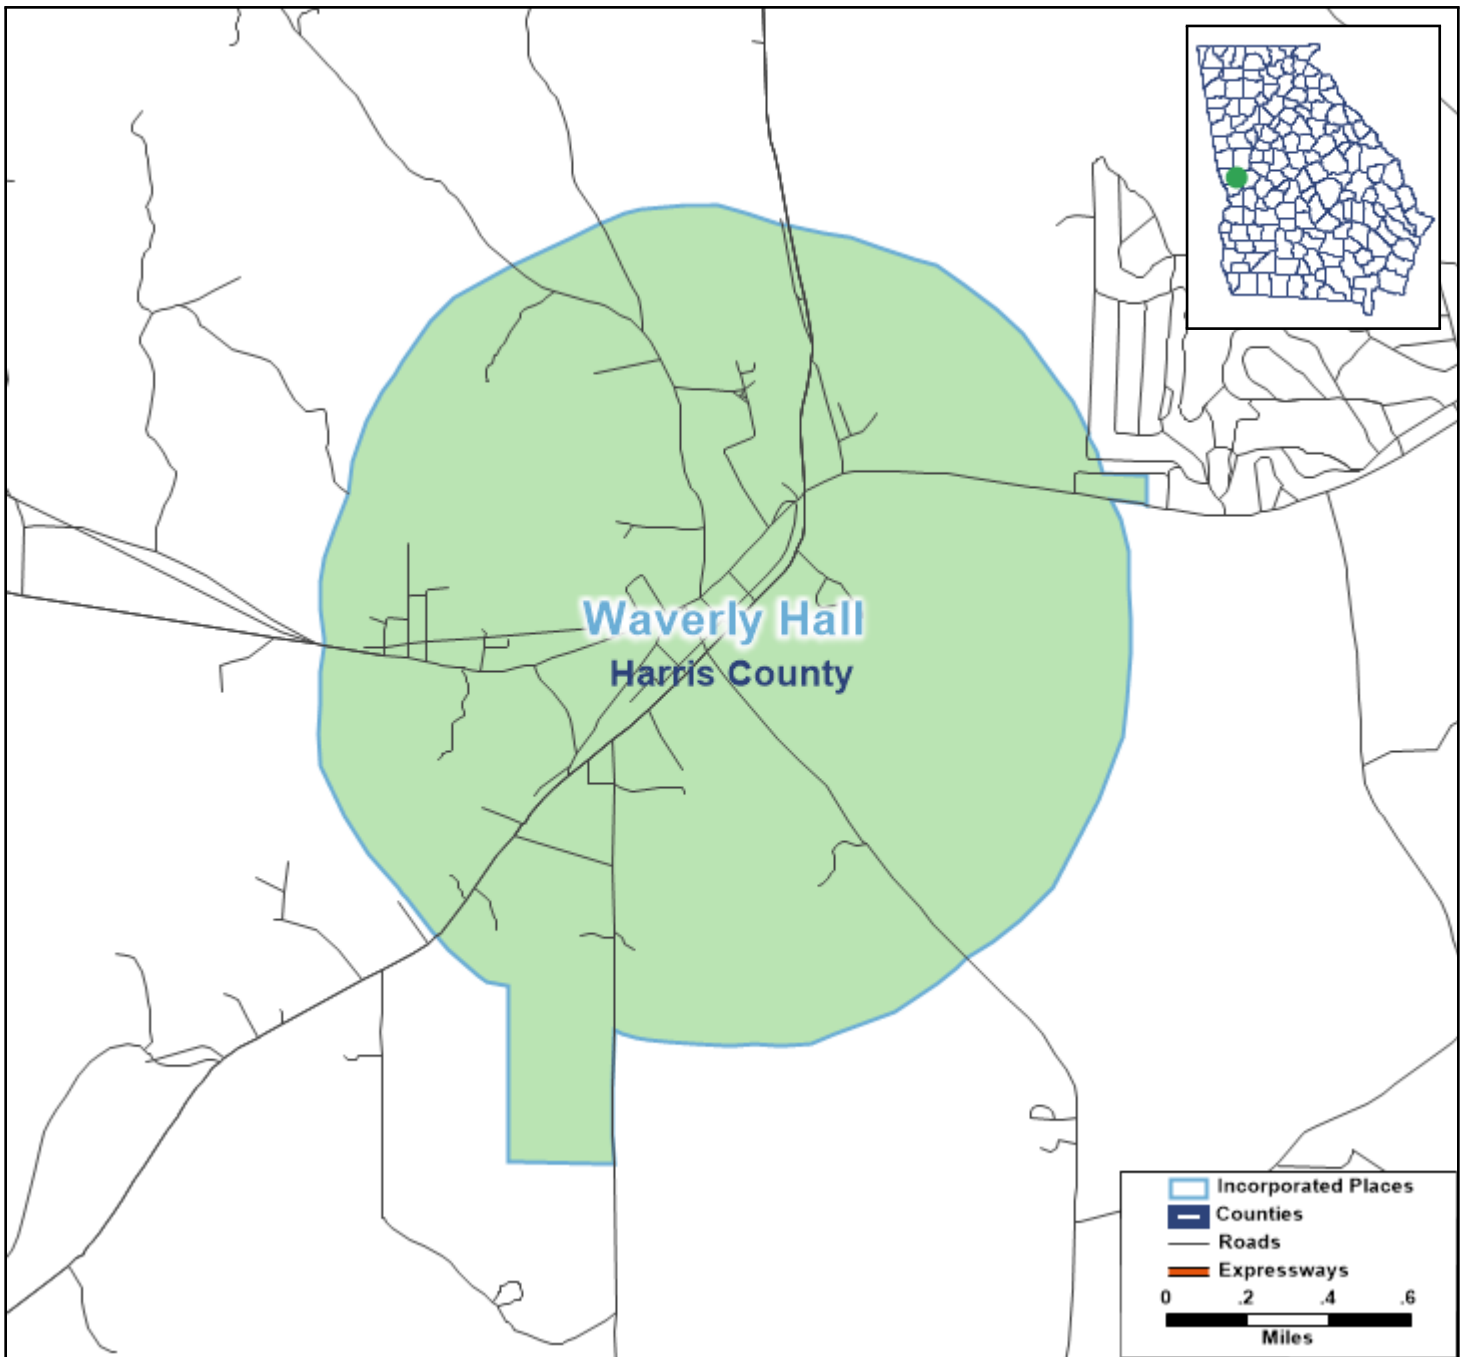 Waverly Hall
Harris County
Incorporated Places
Counties
Roads
Expressways
0 .2 .4 .6
Miles